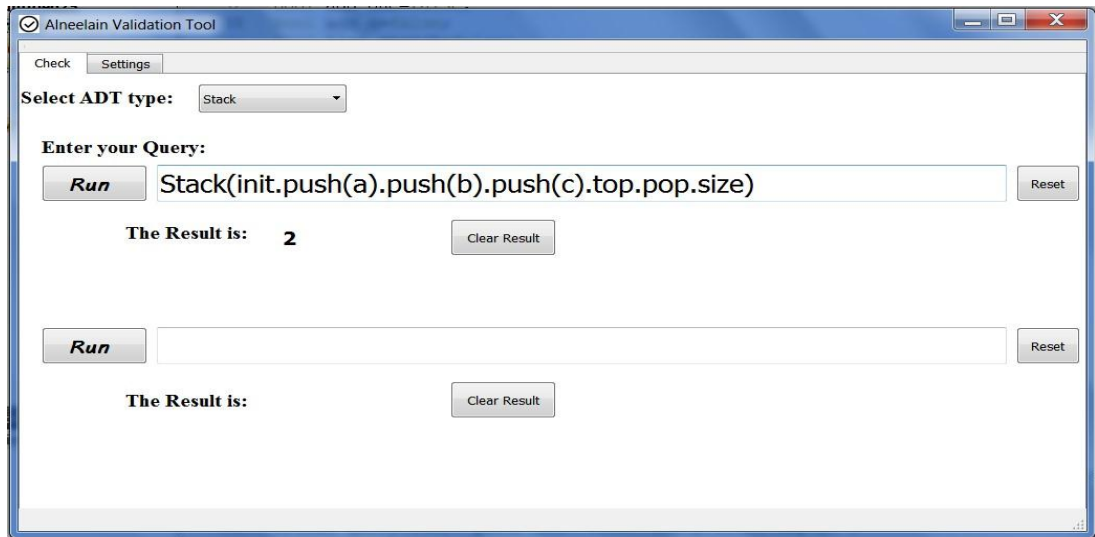 Alneelain Validation Tool
Check Settings
Select ADT type: Stack
Enter your Query:
Run Stack(init.push(a).push(b).push(c).top.pop.size) Reset
The Result is: 2 Clear Result
Run Reset
The Result is: Clear Result